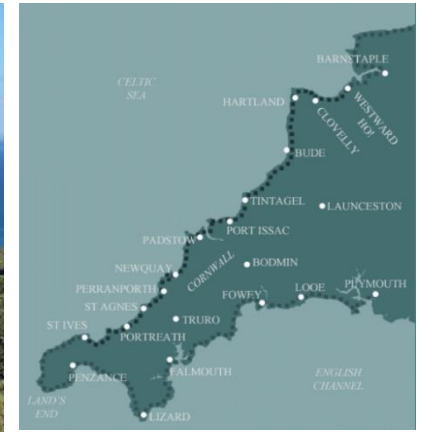 BARNSTAPLE
CELTIC
SEA
HARTLAND
CLOVELLY
WESTWARD
HO!
BUDE
TINTAGEL
LAUNCESTON
PORT ISSAC
PADSTOW
CORNWALL
BODMIN
NEWQUAY
PERRANPORTH
FOWEY
LOOE
PLYMOUTH
ST AGNES
TRURO
ST IVES
PORTREATH
PENZANCE
FALMOUTH
LAND'S
END
ENGLISH
CHANNEL
LIZARD